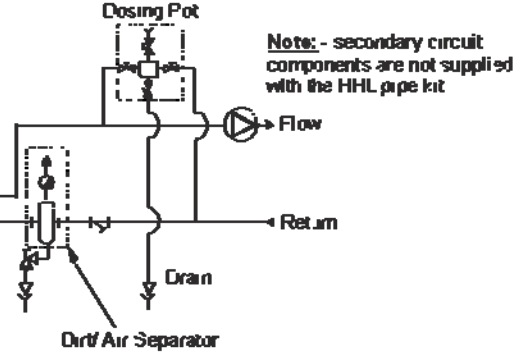 Dosing Pot
Note: - secondary circuit
components are not supplied
with the HHL pipe kit
Flow
Return
Drain
Dirt/ Air Separator